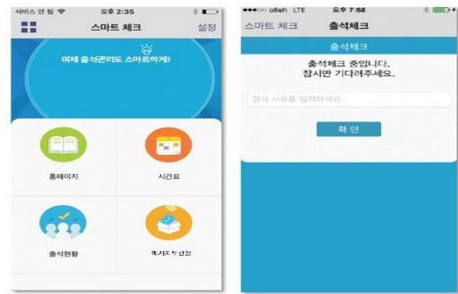 서비스 안 됨
오후 2:35
스마트 체크
설정
이제 출석관리도 스마트하게!
홈페이지
시간표
출석현황
olleh LTE
오후 7:58
스마트 체크
출석체크
출석체크
출석체크 중입니다.
잠시만 기다려주세요.
결석 사유를 입력하세요
확 인